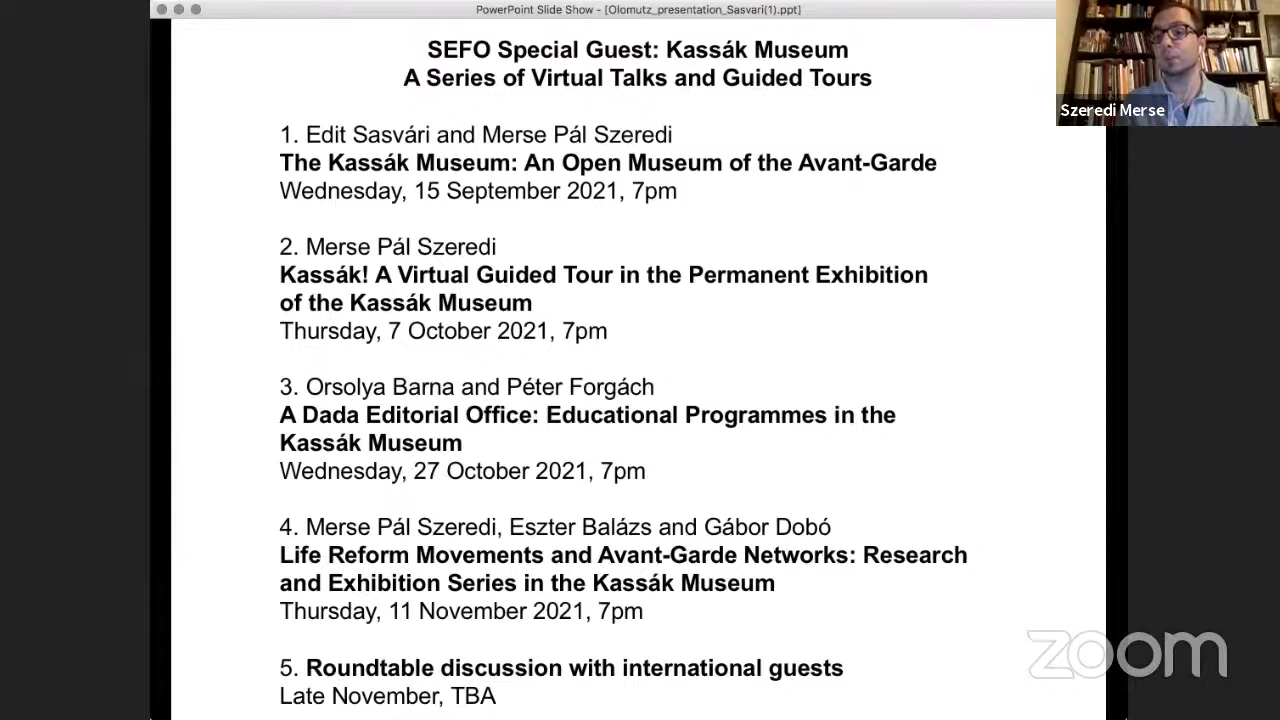 PowerPoint Slide Show - [Olomutz_presentation_Sasvari(1).ppt]
SEFO Special Guest: Kassák Museum
A Series of Virtual Talks and Guided Tours
1. Edit Sasvári and Merse Pál Szeredi
The Kassák Museum: An Open Museum of the Avant-Garde
Wednesday, 15 September 2021, 7pm
2. Merse Pál Szeredi
Kassák! A Virtual Guided Tour in the Permanent Exhibition
of the Kassák Museum
Thursday, 7 October 2021, 7pm
3. Orsolya Barna and Péter Forgách
A Dada Editorial Office: Educational Programmes in the
Kassák Museum
Wednesday, 27 October 2021, 7pm
4. Merse Pál Szeredi, Eszter Balázs and Gábor Dobó
Life Reform Movements and Avant-Garde Networks: Research
and Exhibition Series in the Kassák Museum
Thursday, 11 November 2021, 7pm
5. Roundtable discussion with international guests
Late November, TBA
Szeredi Merse
zoom